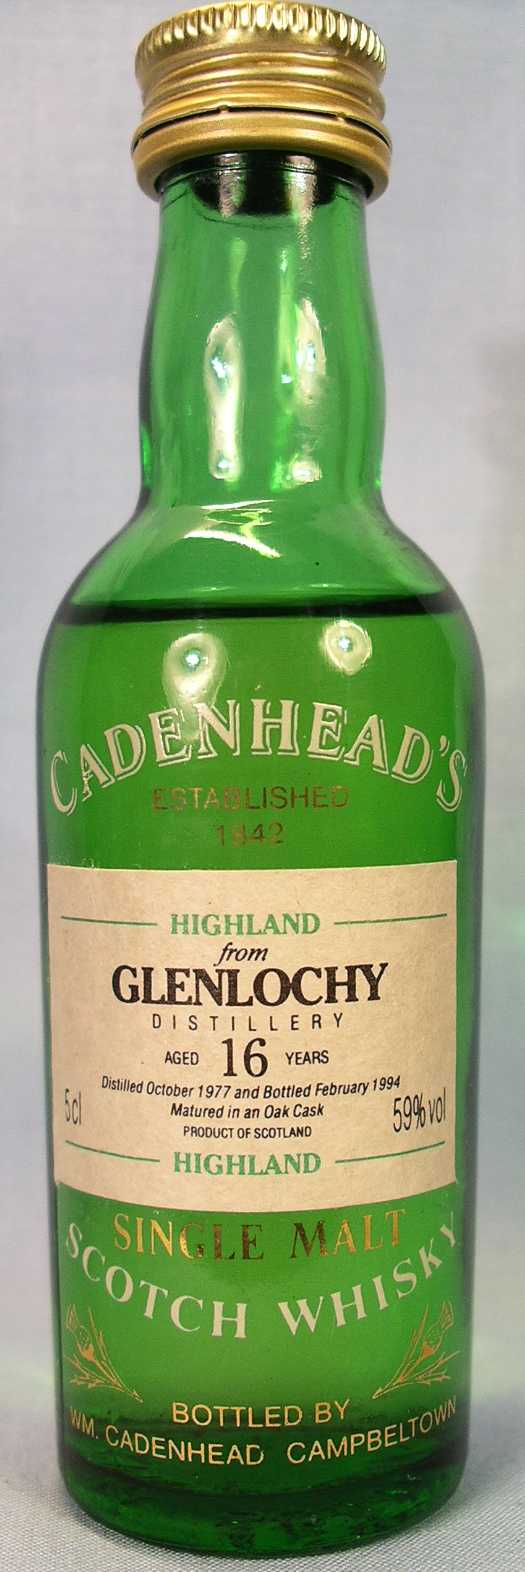 CADENHEAD'S
ESTABLISHED
1842
HIGHLAND
from
GLENLOCHY
DISTILLERY
AGED 16 YEARS
Distilled October 1977 and Bottled February 1994
Matured in an Oak Cask
5cl 59% vol
PRODUCT OF SCOTLAND
HIGHLAND
SINGLE MALT
SCOTCH WHISKY
BOTTLED BY
WM. CADENHEAD CAMPBELTOWN